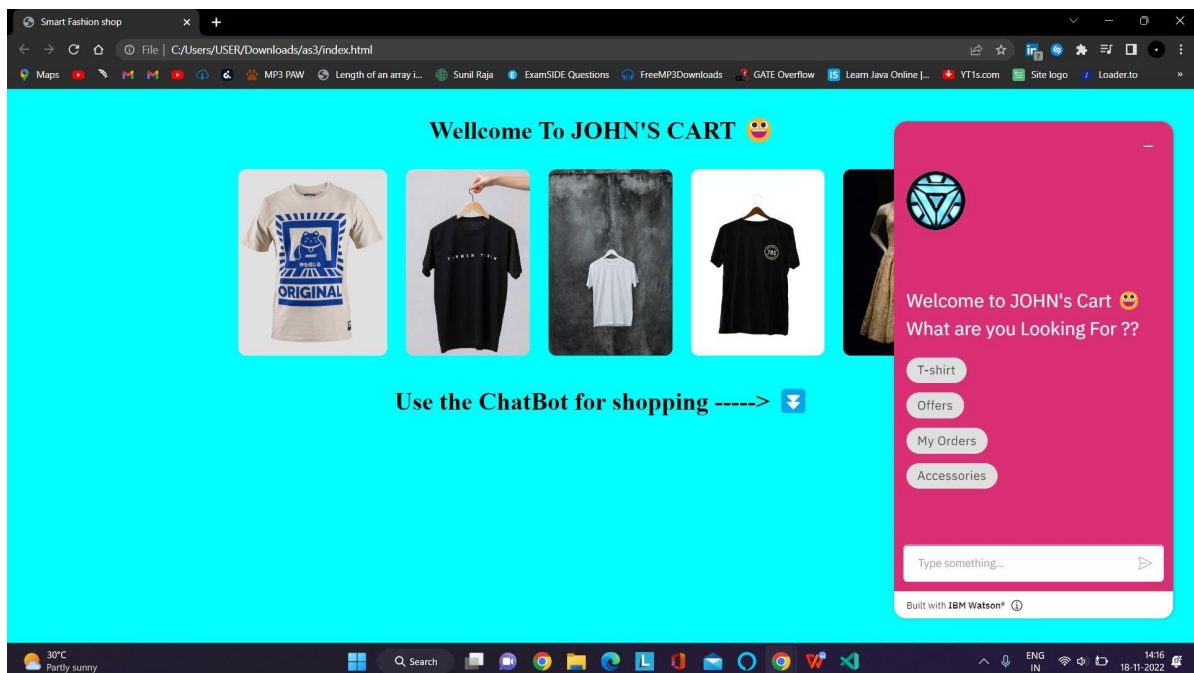 Smart Fashion shop
File | C:/Users/USER/Downloads/as3/index.html
Maps
MP3 PAW
Length of an array i...
Sunil Raja
ExamSIDE Questions
FreeMP3Downloads
GATE Overflow
IS Learn Java Online |...
YT1s.com
Site logo
Loader.to
»
Wellcome To JOHN'S CART 😀
ORIGINAL
Use the ChatBot for shopping -----> ⏬
Welcome to JOHN's Cart 😀
What are you Looking For ??
T-shirt
Offers
My Orders
Accessories
Type something...
Built with IBM Watson®
30°C
Partly sunny
Search
ENG
IN
14:16
18-11-2022